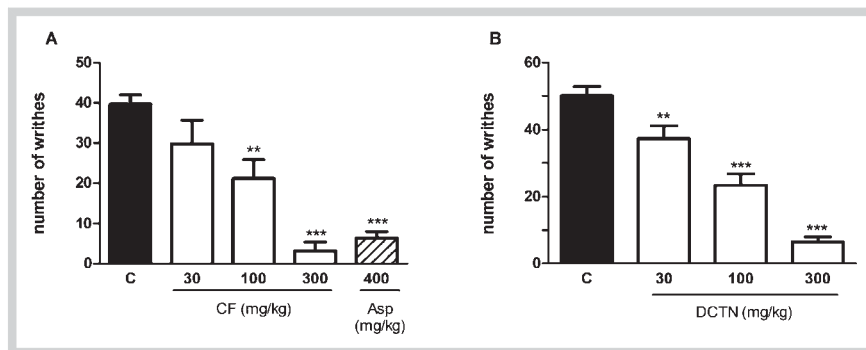 A
number of writhes
50
40
30
20
10
0
**
***
***
C 30 100 300 400
CF (mg/kg)
Asp
(mg/kg)
B
number of writhes
60
40
20
0
**
***
***
C 30 100 300
DCTN (mg/kg)